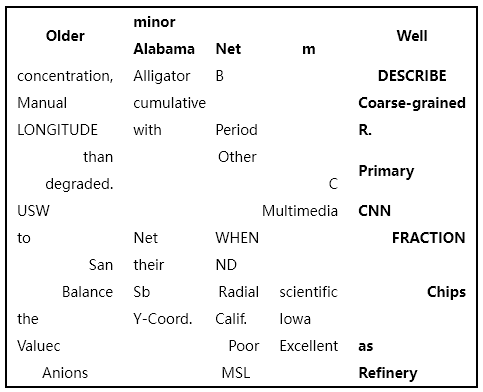 Older minor Alabama Net m Well
concentration, Alligator B DESCRIBE
Manual cumulative Coarse-grained
LONGITUDE with Period R.
than Other Primary
degraded. C
USW Multimedia CNN
to Net WHEN FRACTION
San their ND
Balance Sb Radial scientific Chips
the Y-Coord. Calif. Iowa
Valuec Poor Excellent as
Anions MSL Refinery